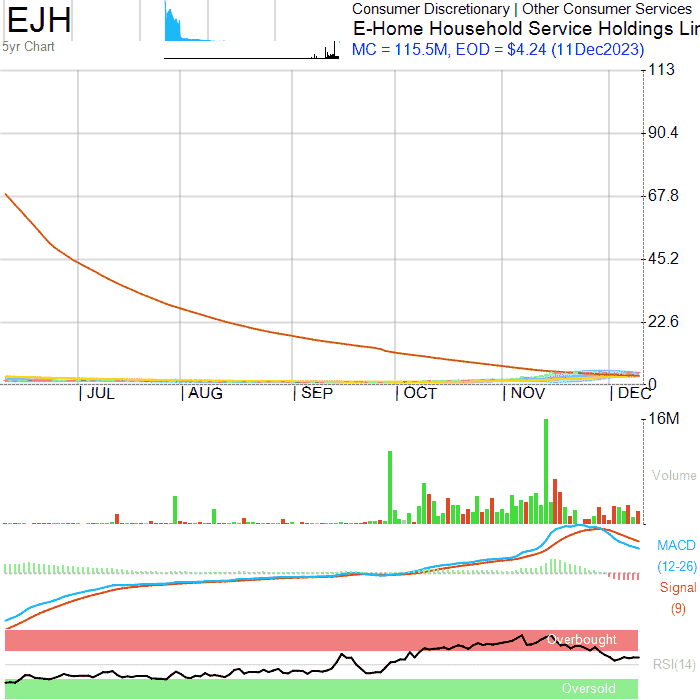 EJH
5yr Chart
Consumer Discretionary | Other Consumer Services
E-Home Household Service Holdings Lir
MC = 115.5M, EOD = $4.24 (11Dec2023)
113
90.4
67.8
45.2
22.6
0
JUL AUG SEP OCT NOV DEC
16M
Volume
MACD
(12-26)
Signal
(9)
Overbought
RSI(14)
Oversold